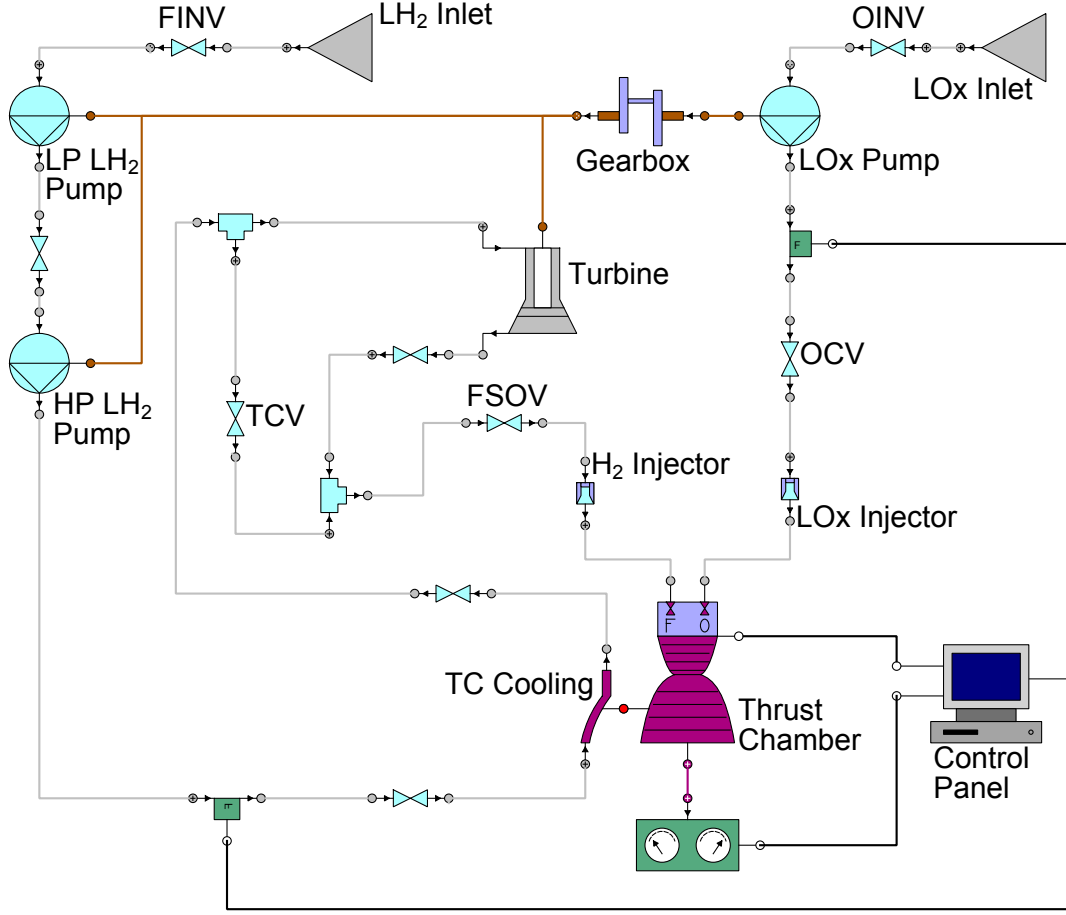 FINV
LH₂ Inlet
OINV
LOx Inlet
LP LH₂
Pump
Gearbox
LOx Pump
F
Turbine
OCV
HP LH₂
Pump
TCV
FSOV
H₂ Injector
LOx Injector
F O
TC Cooling
Thrust
Chamber
Control
Panel
F